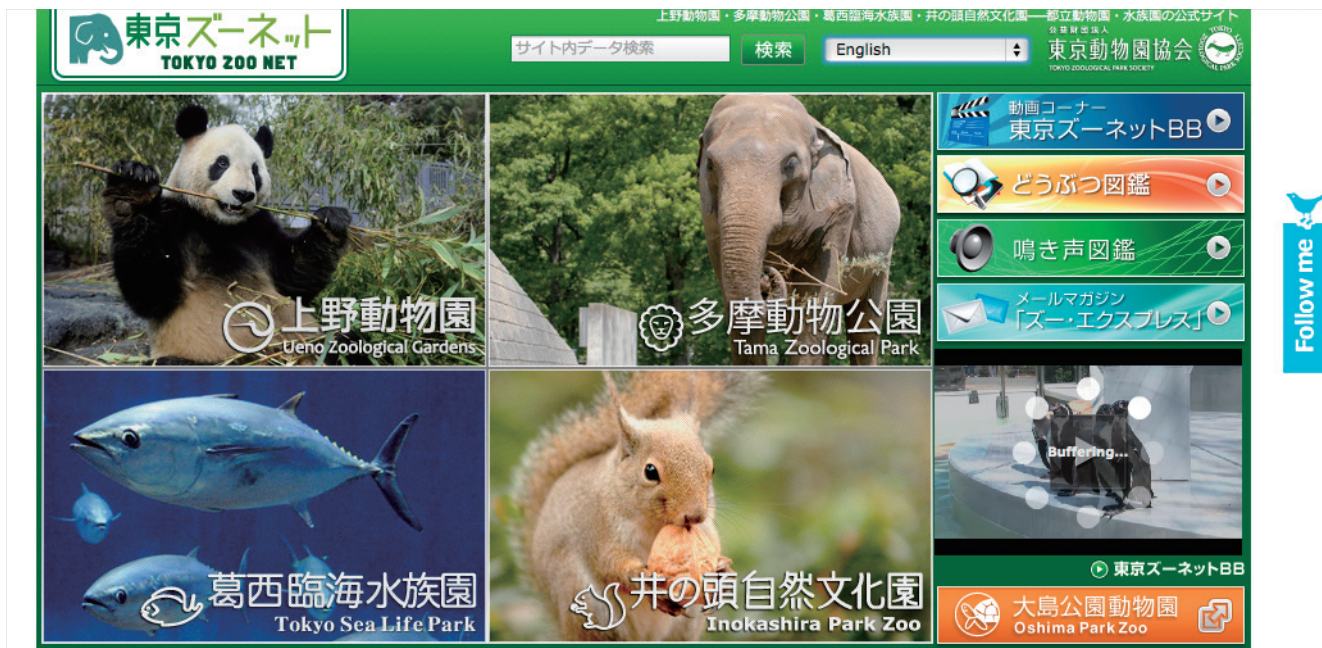 上野動物園・多摩動物公園・葛西臨海水族園・井の頭自然文化園──都立動物園・水族園の公式サイト
東京ズーネット
TOKYO ZOO NET
サイト内データ検索
検索
English
公益財団法人
東京動物園協会
TOKYO ZOOLOGICAL PARK SOCIETY
上野動物園
Ueno Zoological Gardens
多摩動物公園
Tama Zoological Park
葛西臨海水族園
Tokyo Sea Life Park
井の頭自然文化園
Inokashira Park Zoo
動画コーナー
東京ズーネットBB
どうぶつ図鑑
鳴き声図鑑
メールマガジン
「ズー・エクスプレス」
Buffering...
東京ズーネットBB
大島公園動物園
Oshima Park Zoo
Follow me